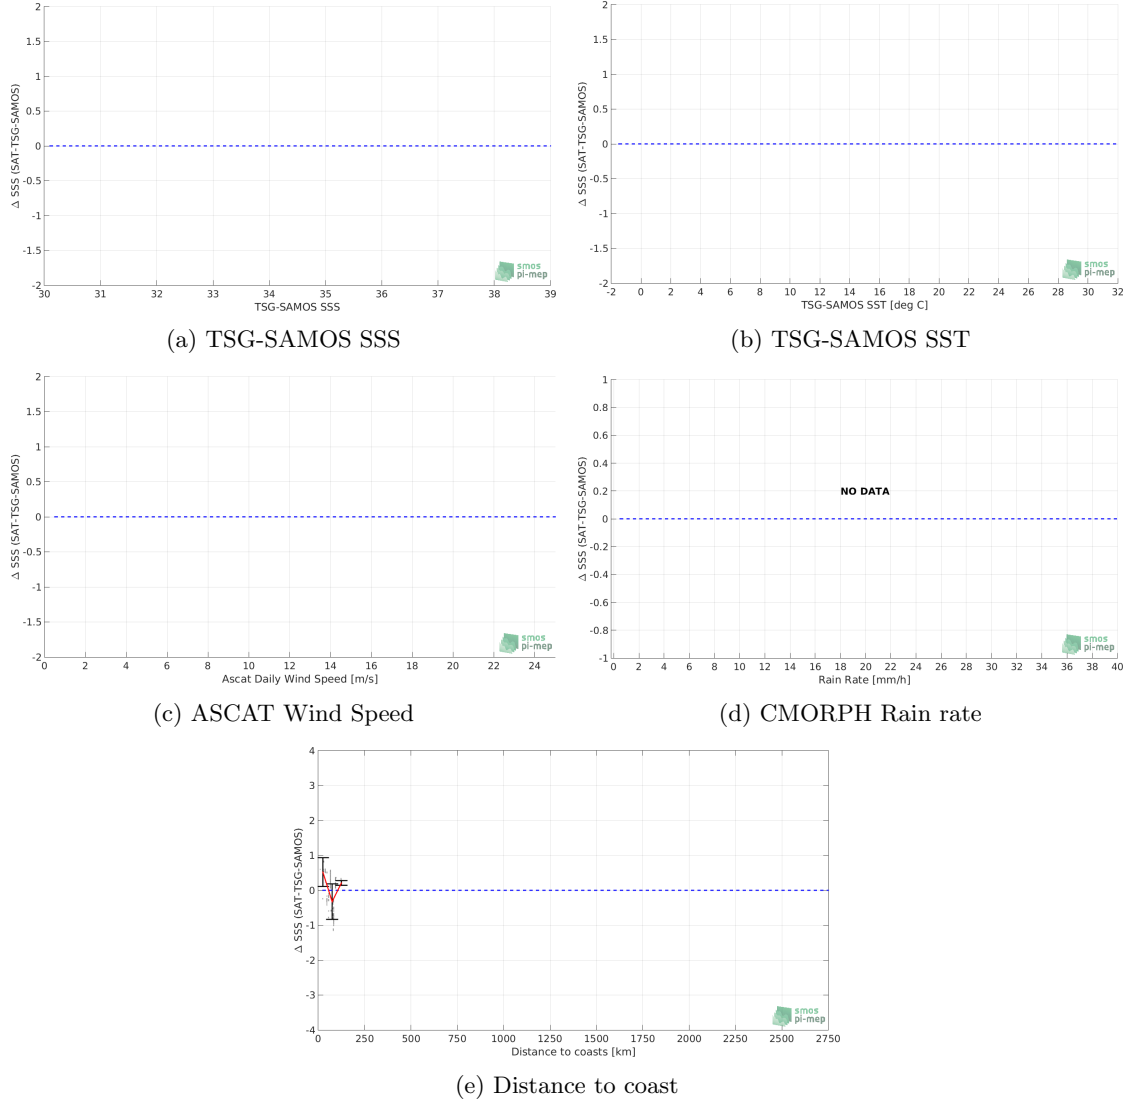 2
1.5
1
0.5
0
-0.5
-1
-1.5
-2
Δ SSS (SAT-TSG-SAMOS)
30 31 32 33 34 35 36 37 38 39
TSG-SAMOS SSS
smos
pi-mep
(a) TSG-SAMOS SSS
2
1.5
1
0.5
0
-0.5
-1
-1.5
-2
Δ SSS (SAT-TSG-SAMOS)
-2 0 2 4 6 8 10 12 14 16 18 20 22 24 26 28 30 32
TSG-SAMOS SST [deg C]
smos
pi-mep
(b) TSG-SAMOS SST
2
1.5
1
0.5
0
-0.5
-1
-1.5
-2
Δ SSS (SAT-TSG-SAMOS)
0 2 4 6 8 10 12 14 16 18 20 22 24
Ascat Daily Wind Speed [m/s]
smos
pi-mep
(c) ASCAT Wind Speed
1
0.8
0.6
0.4
0.2
0
-0.2
-0.4
-0.6
-0.8
-1
Δ SSS (SAT-TSG-SAMOS)
NO DATA
0 2 4 6 8 10 12 14 16 18 20 22 24 26 28 30 32 34 36 38 40
Rain Rate [mm/h]
smos
pi-mep
(d) CMORPH Rain rate
4
3
2
1
0
-1
-2
-3
-4
Δ SSS (SAT-TSG-SAMOS)
0 250 500 750 1000 1250 1500 1750 2000 2250 2500 2750
Distance to coasts [km]
smos
pi-mep
(e) Distance to coast